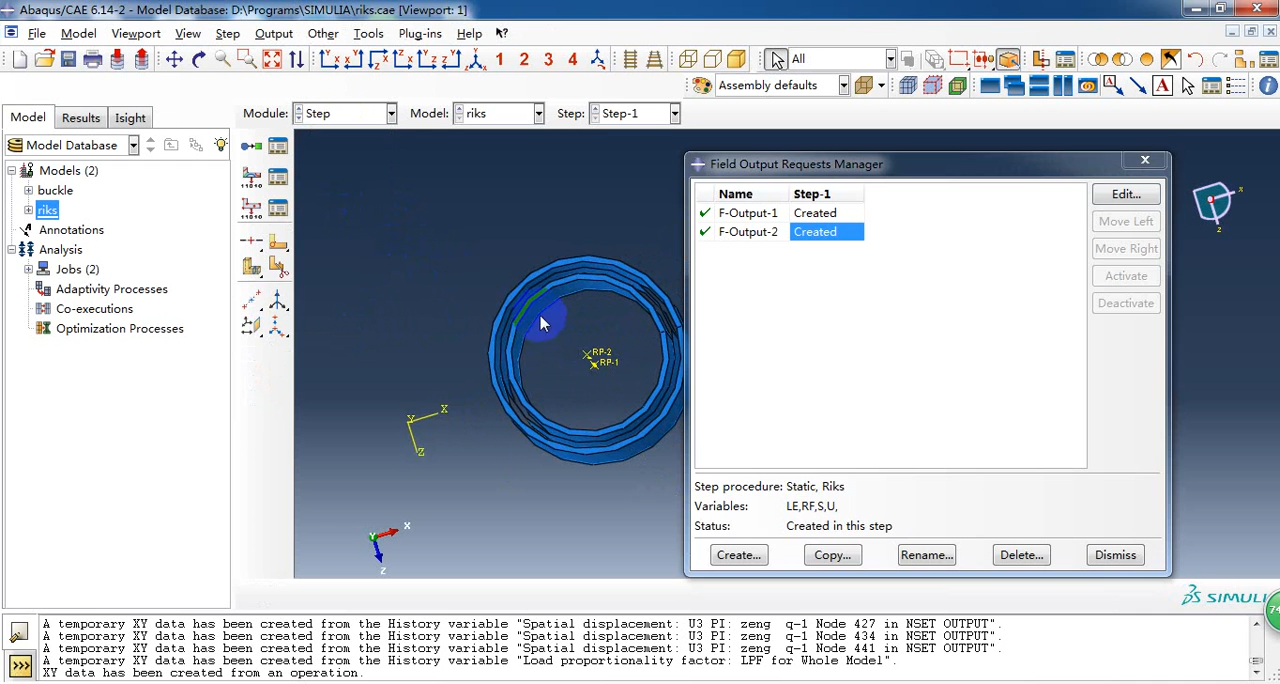 Abaqus/CAE 6.14-2 - Model Database: D:\Programs\SIMULIA\riks.cae [Viewport: 1]
File Model Viewport View Step Output Other Tools Plug-ins Help
1 2 3 4 All
Assembly defaults
Model Results Isight
Module: Step Model: riks Step: Step-1
Model Database
Models (2)
buckle
riks
Annotations
Analysis
Jobs (2)
Adaptivity Processes
Co-executions
Optimization Processes
RP-2
RP-1
X
Y
Z
X
Y
Z
Field Output Requests Manager
Name Step-1
F-Output-1 Created
F-Output-2 Created
Edit...
Move Left
Move Right
Activate
Deactivate
Step procedure: Static, Riks
Variables: LE,RF,S,U,
Status: Created in this step
Create... Copy... Rename... Delete... Dismiss
x
z
SIMULI
74
A temporary XY data has been created from the History variable "Spatial displacement: U3 PI: zeng q-1 Node 427 in NSET OUTPUT".
A temporary XY data has been created from the History variable "Spatial displacement: U3 PI: zeng q-1 Node 434 in NSET OUTPUT".
A temporary XY data has been created from the History variable "Spatial displacement: U3 PI: zeng q-1 Node 441 in NSET OUTPUT".
A temporary XY data has been created from the History variable "Load proportionality factor: LPF for Whole Model".
XY data has been created from an operation.